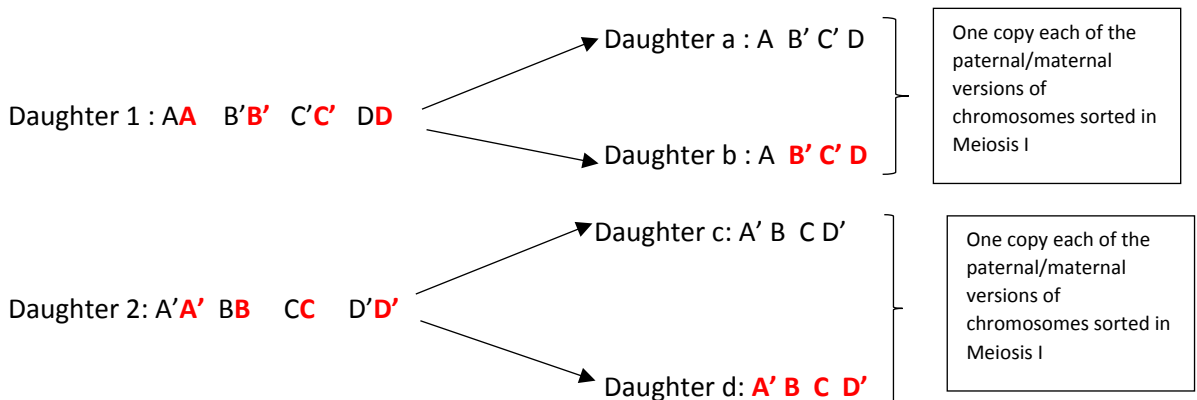 Daughter a : A B’ C’ D
One copy each of the
paternal/maternal
versions of
chromosomes sorted in
Meiosis I
Daughter 1 : AA B’B’ C’C’ DD
Daughter b : A B’ C’ D
Daughter c: A’ B C D’
One copy each of the
paternal/maternal
versions of
chromosomes sorted in
Meiosis I
Daughter 2: A’A’ BB CC D’D’
Daughter d: A’ B C D’